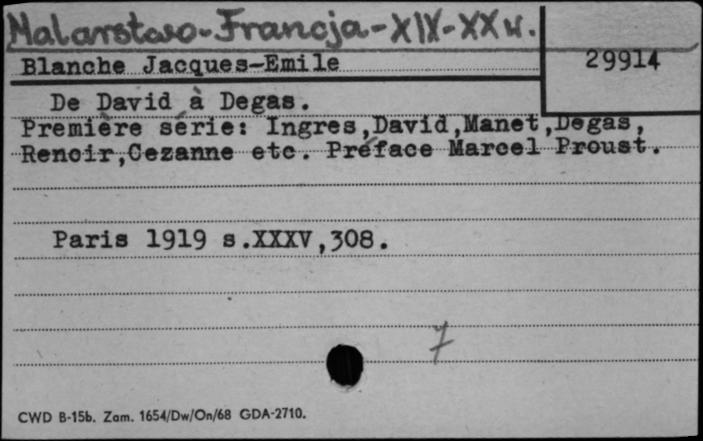 Malarstwo-Francja-XIX-XX w.
Blanche Jacques-Emile
29914
De David à Degas.
Première série: Ingres,David,Manet,Degas,
Renoir,Cezanne etc. Préface Marcel Proust.
Paris 1919 s.XXXV,308.
7
CWD B-15b. Zam. 1654/Dw/On/68 GDA-2710.